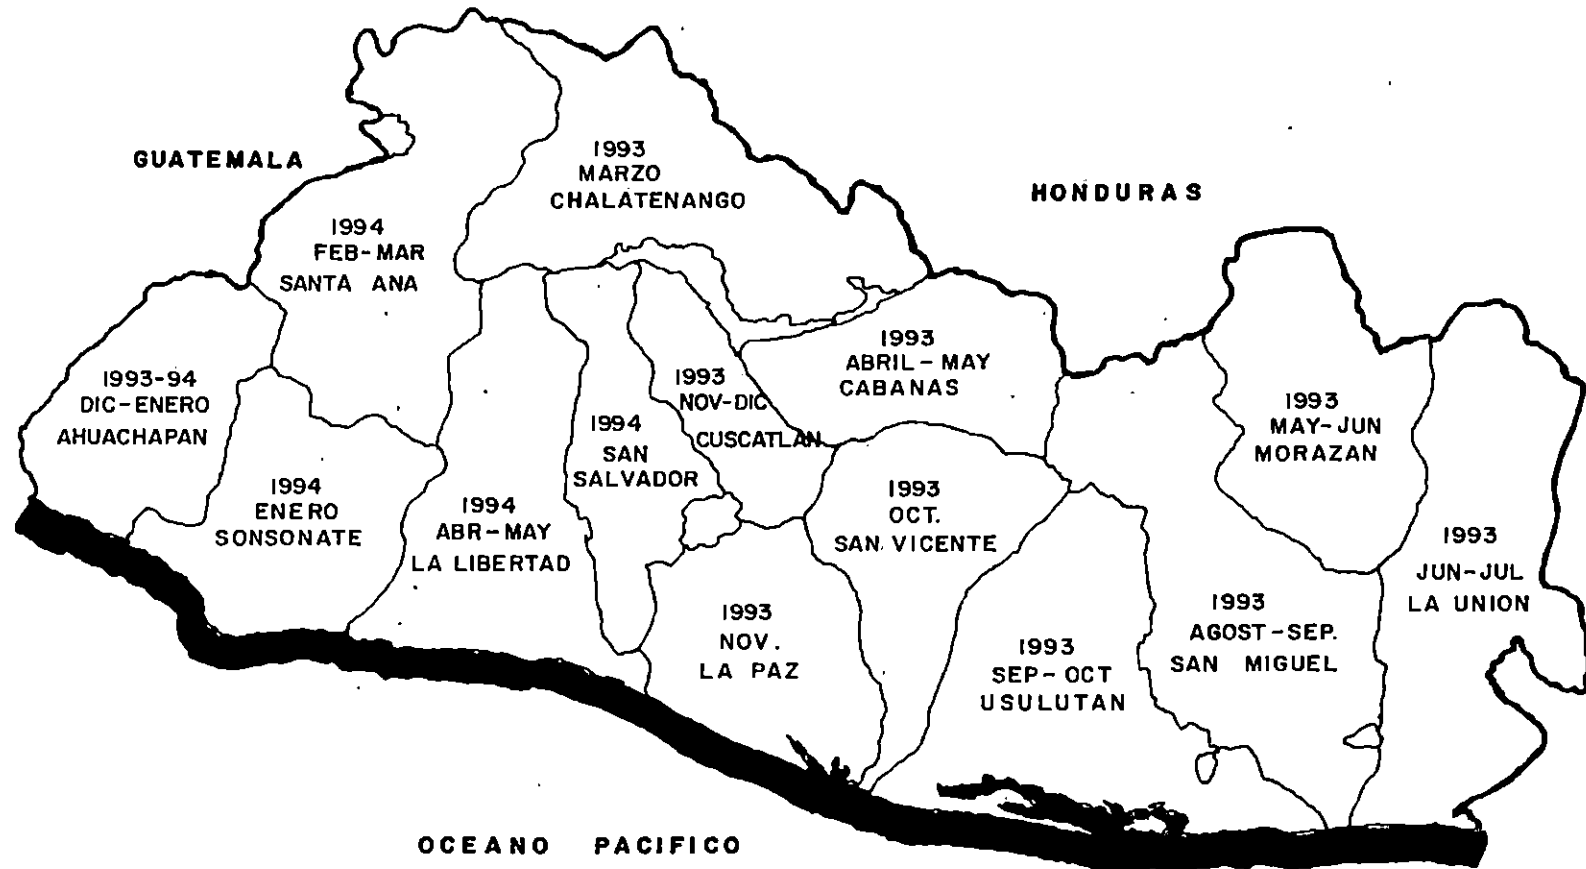 GUATEMALA
HONDURAS
1993
MARZO
CHALATENANGO
1994
FEB-MAR
SANTA ANA
1993-94
DIC-ENERO
AHUACHAPAN
1994
ENERO
SONSONATE
1994
ABR-MAY
LA LIBERTAD
1994
SAN
SALVADOR
1993
NOV-DIC
CUSCATLAN
1993
ABRIL-MAY
CABANAS
1993
OCT.
SAN VICENTE
1993
NOV.
LA PAZ
1993
SEP-OCT
USULUTAN
1993
AGOST-SEP.
SAN MIGUEL
1993
MAY-JUN
MORAZAN
1993
JUN-JUL
LA UNION
OCEANO PACIFICO